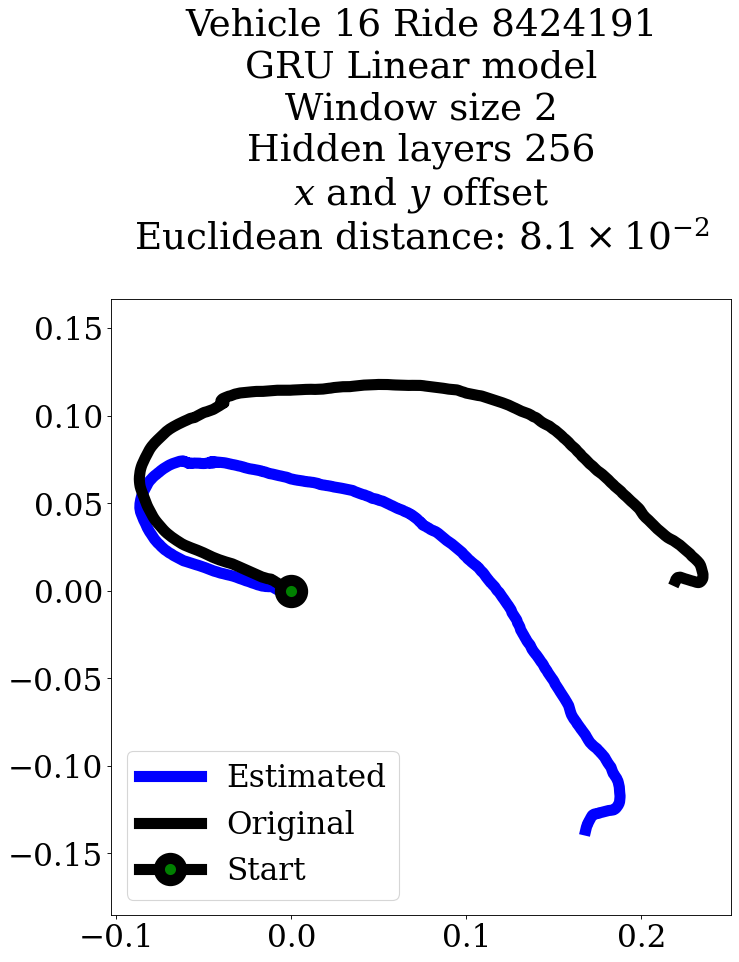 Vehicle 16 Ride 8424191
GRU Linear model
Window size 2
Hidden layers 256
x and y offset
Euclidean distance: 8.1 × 10⁻²
0.15
0.10
0.05
0.00
−0.05
−0.10
−0.15
Estimated
Original
Start
−0.1
0.0
0.1
0.2